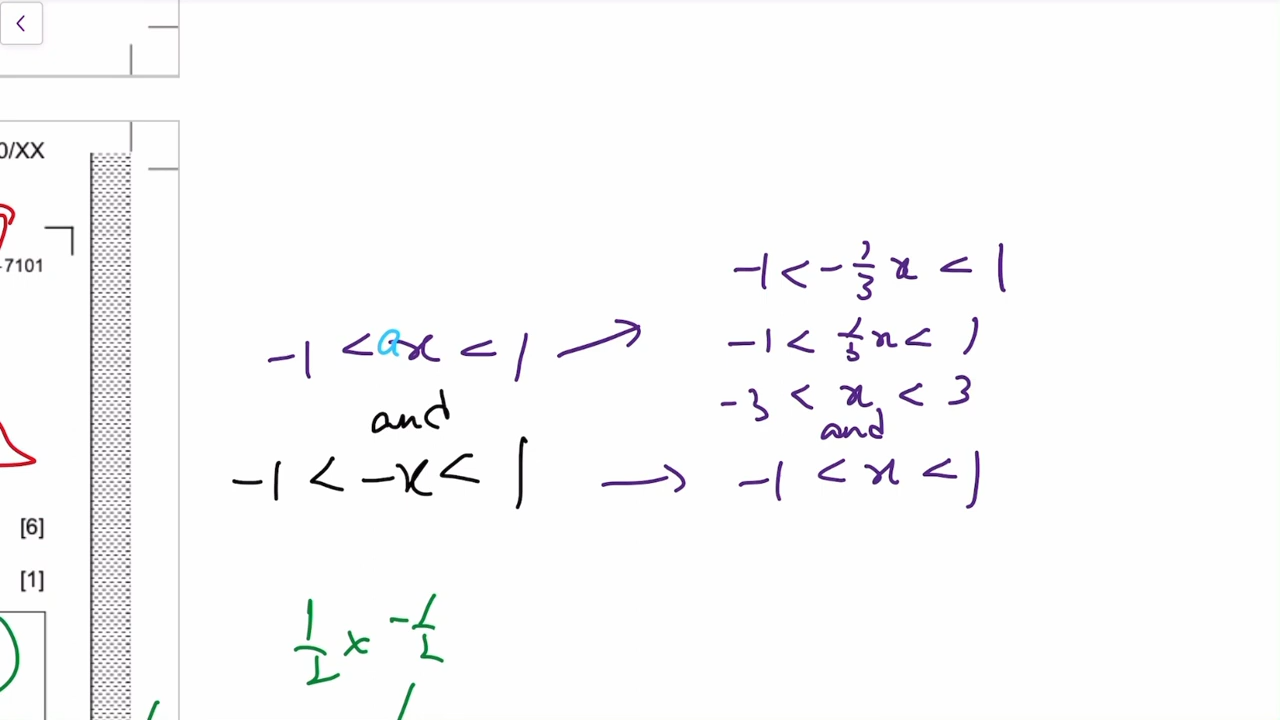 0/XX
-7101
-1 < -1/3 x < 1
-1 < ax < 1 → -1 < 1/3 x < 1
-3 < x < 3
and
and
-1 < -x < 1 → -1 < x < 1
[6]
[1]
1/2 × -1/2